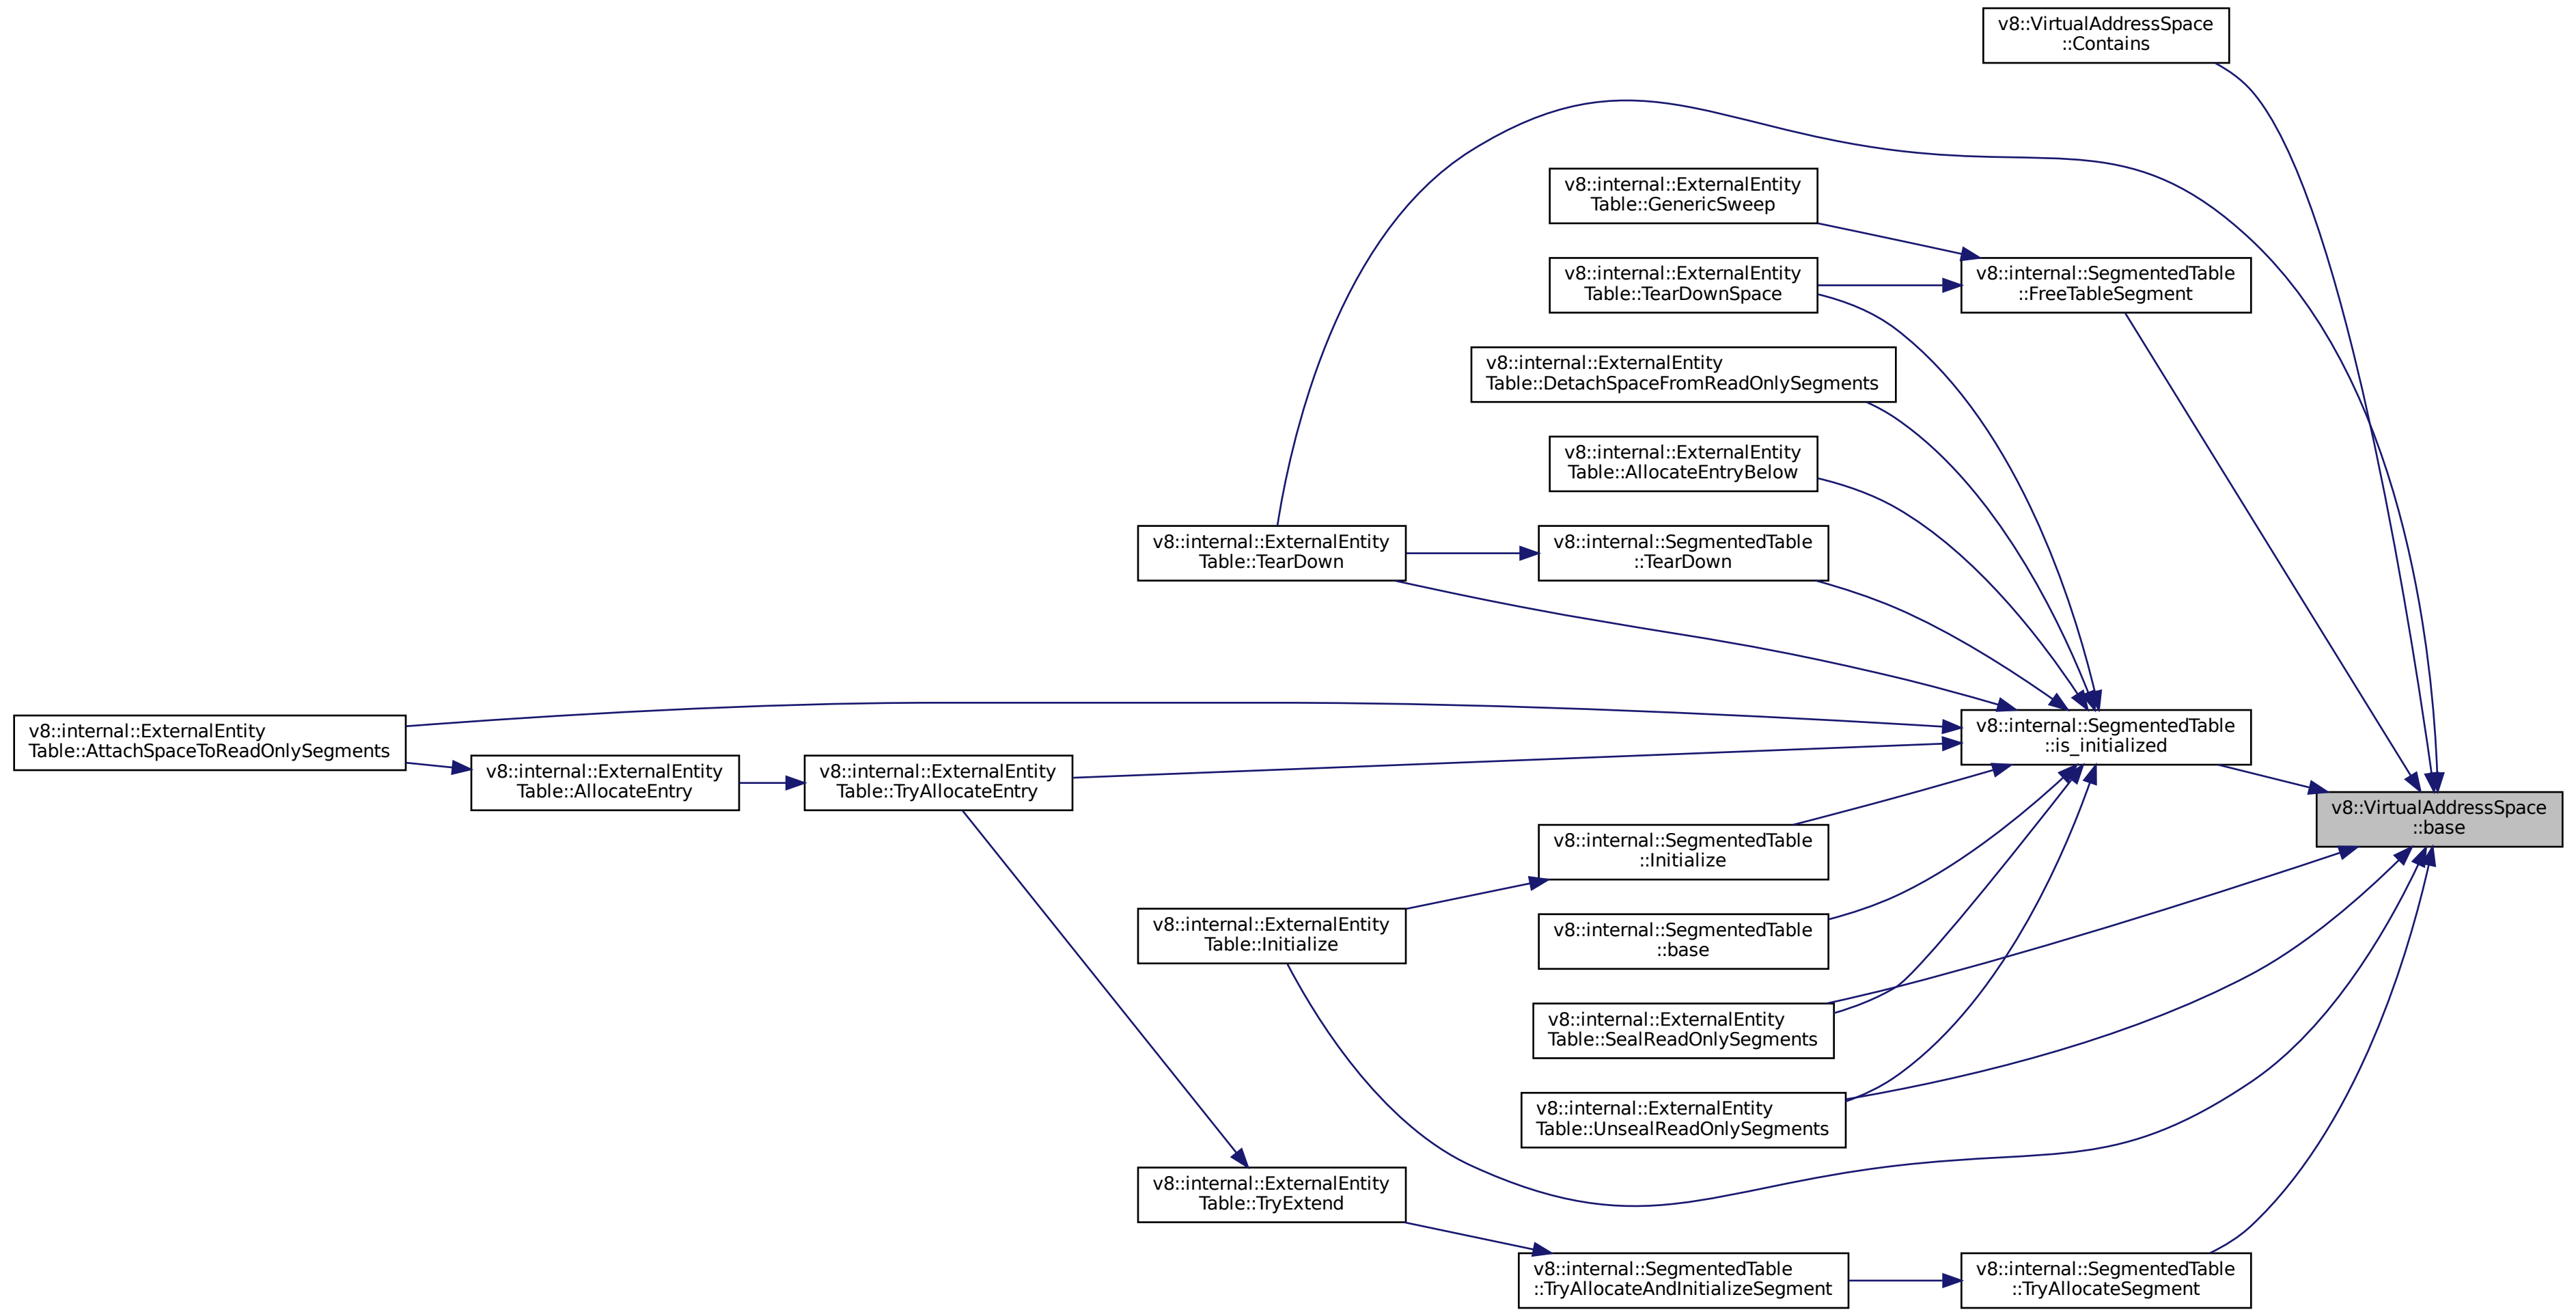 v8::VirtualAddressSpace
::Contains
v8::internal::ExternalEntity
Table::GenericSweep
v8::internal::ExternalEntity
Table::TearDownSpace
v8::internal::SegmentedTable
::FreeTableSegment
v8::internal::ExternalEntity
Table::DetachSpaceFromReadOnlySegments
v8::internal::ExternalEntity
Table::AllocateEntryBelow
v8::internal::ExternalEntity
Table::TearDown
v8::internal::SegmentedTable
::TearDown
v8::internal::ExternalEntity
Table::AttachSpaceToReadOnlySegments
v8::internal::ExternalEntity
Table::AllocateEntry
v8::internal::ExternalEntity
Table::TryAllocateEntry
v8::internal::SegmentedTable
::is_initialized
v8::VirtualAddressSpace
::base
v8::internal::SegmentedTable
::Initialize
v8::internal::ExternalEntity
Table::Initialize
v8::internal::SegmentedTable
::base
v8::internal::ExternalEntity
Table::SealReadOnlySegments
v8::internal::ExternalEntity
Table::UnsealReadOnlySegments
v8::internal::ExternalEntity
Table::TryExtend
v8::internal::SegmentedTable
::TryAllocateAndInitializeSegment
v8::internal::SegmentedTable
::TryAllocateSegment